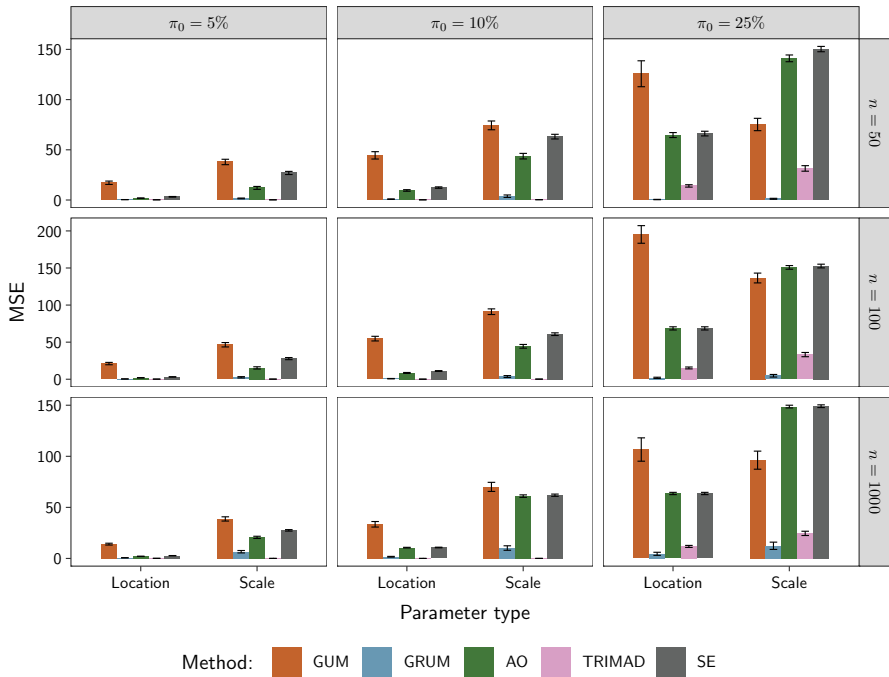 π₀ = 5% π₀ = 10% π₀ = 25%
150
100
50
0
n = 50
200
150
100
50
0
n = 100
150
100
50
0
n = 1000
MSE
Location Scale Location Scale Location Scale
Parameter type
Method: GUM GRUM AO TRIMAD SE